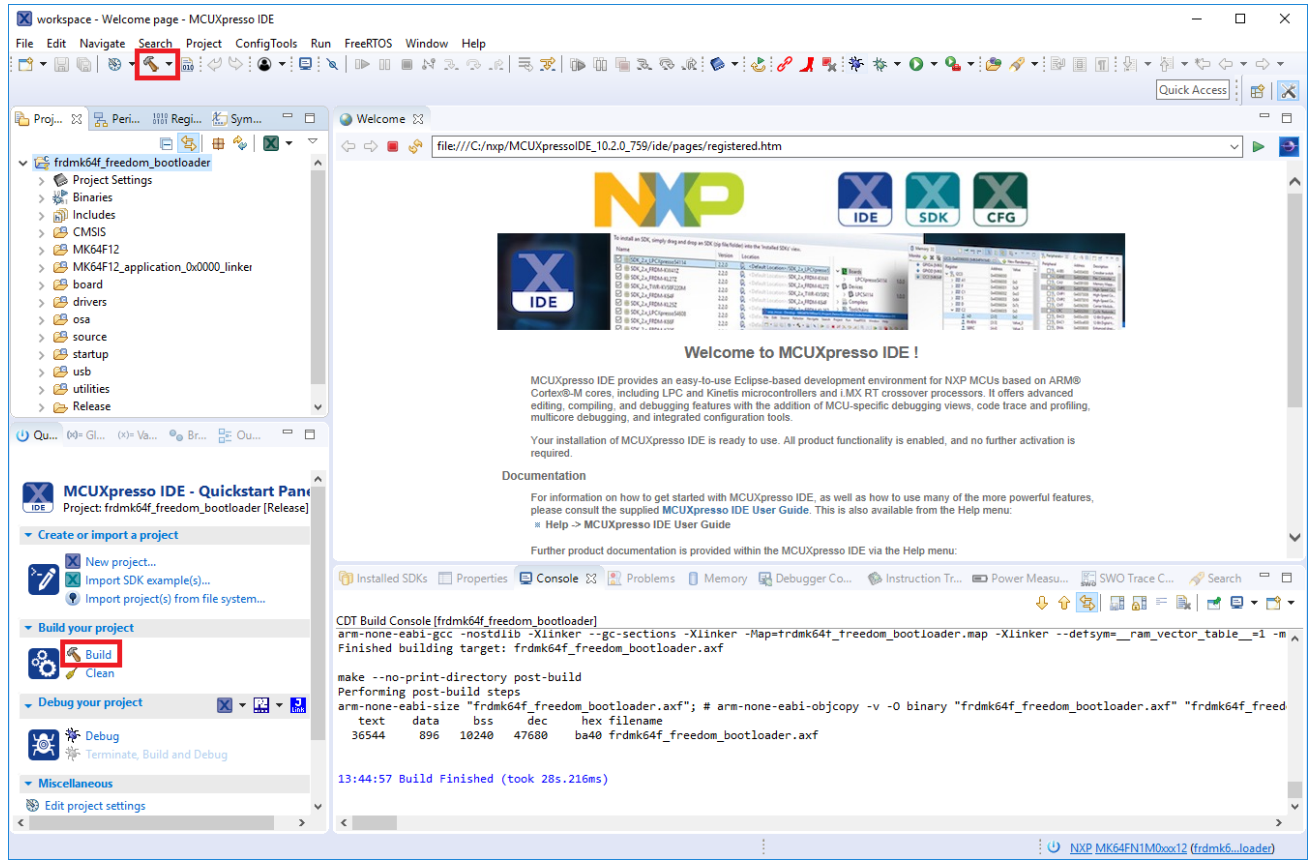 workspace - Welcome page - MCUXpresso IDE
File Edit Navigate Search Project ConfigTools Run FreeRTOS Window Help
Quick Access
Proj... Peri... Regi... Sym...
frdmk64f_freedom_bootloader
Project Settings
Binaries
Includes
CMSIS
MK64F12
MK64F12_application_0x0000_linker
board
drivers
osa
source
startup
usb
utilities
Release
Qu... Gl... Va... Br... Ou...
MCUXpresso IDE - Quickstart Pane
IDE
Project: frdmk64f_freedom_bootloader [Release]
Create or import a project
New project...
Import SDK example(s)...
Import project(s) from file system...
Build your project
Build
Clean
Debug your project
Debug
Terminate, Build and Debug
Miscellaneous
Edit project settings
Welcome
file:///C:/nxp/MCUXpressoIDE_10.2.0_759/ide/pages/registered.htm
NXP
IDE SDK CFG
IDE
Welcome to MCUXpresso IDE !
MCUXpresso IDE provides an easy-to-use Eclipse-based development environment for NXP MCUs based on ARM®
Cortex®-M cores, including LPC and Kinetis microcontrollers and i.MX RT crossover processors. It offers advanced
editing, compiling, and debugging features with the addition of MCU-specific debugging views, code trace and profiling,
multicore debugging, and integrated configuration tools.
Your installation of MCUXpresso IDE is ready to use. All product functionality is enabled, and no further activation is
required.
Documentation
For information on how to get started with MCUXpresso IDE, as well as how to use many of the more powerful features,
please consult the supplied MCUXpresso IDE User Guide. This is also available from the Help menu:
Help -> MCUXpresso IDE User Guide
Further product documentation is provided within the MCUXpresso IDE via the Help menu:
Installed SDKs Properties Console Problems Memory Debugger Co... Instruction Tr... Power Measu... SWO Trace C... Search
CDT Build Console [frdmk64f_freedom_bootloader]
arm-none-eabi-gcc -nostdlib -Xlinker --gc-sections -Xlinker -Map=frdmk64f_freedom_bootloader.map -Xlinker --defsym=__ram_vector_table__=1 -m
Finished building target: frdmk64f_freedom_bootloader.axf
make --no-print-directory post-build
Performing post-build steps
arm-none-eabi-size "frdmk64f_freedom_bootloader.axf"; # arm-none-eabi-objcopy -v -O binary "frdmk64f_freedom_bootloader.axf" "frdmk64f_freed
text data bss dec hex filename
36544 896 10240 47680 ba40 frdmk64f_freedom_bootloader.axf
13:44:57 Build Finished (took 28s.216ms)
NXP MK64FN1M0xxx12 (frdmk6...loader)